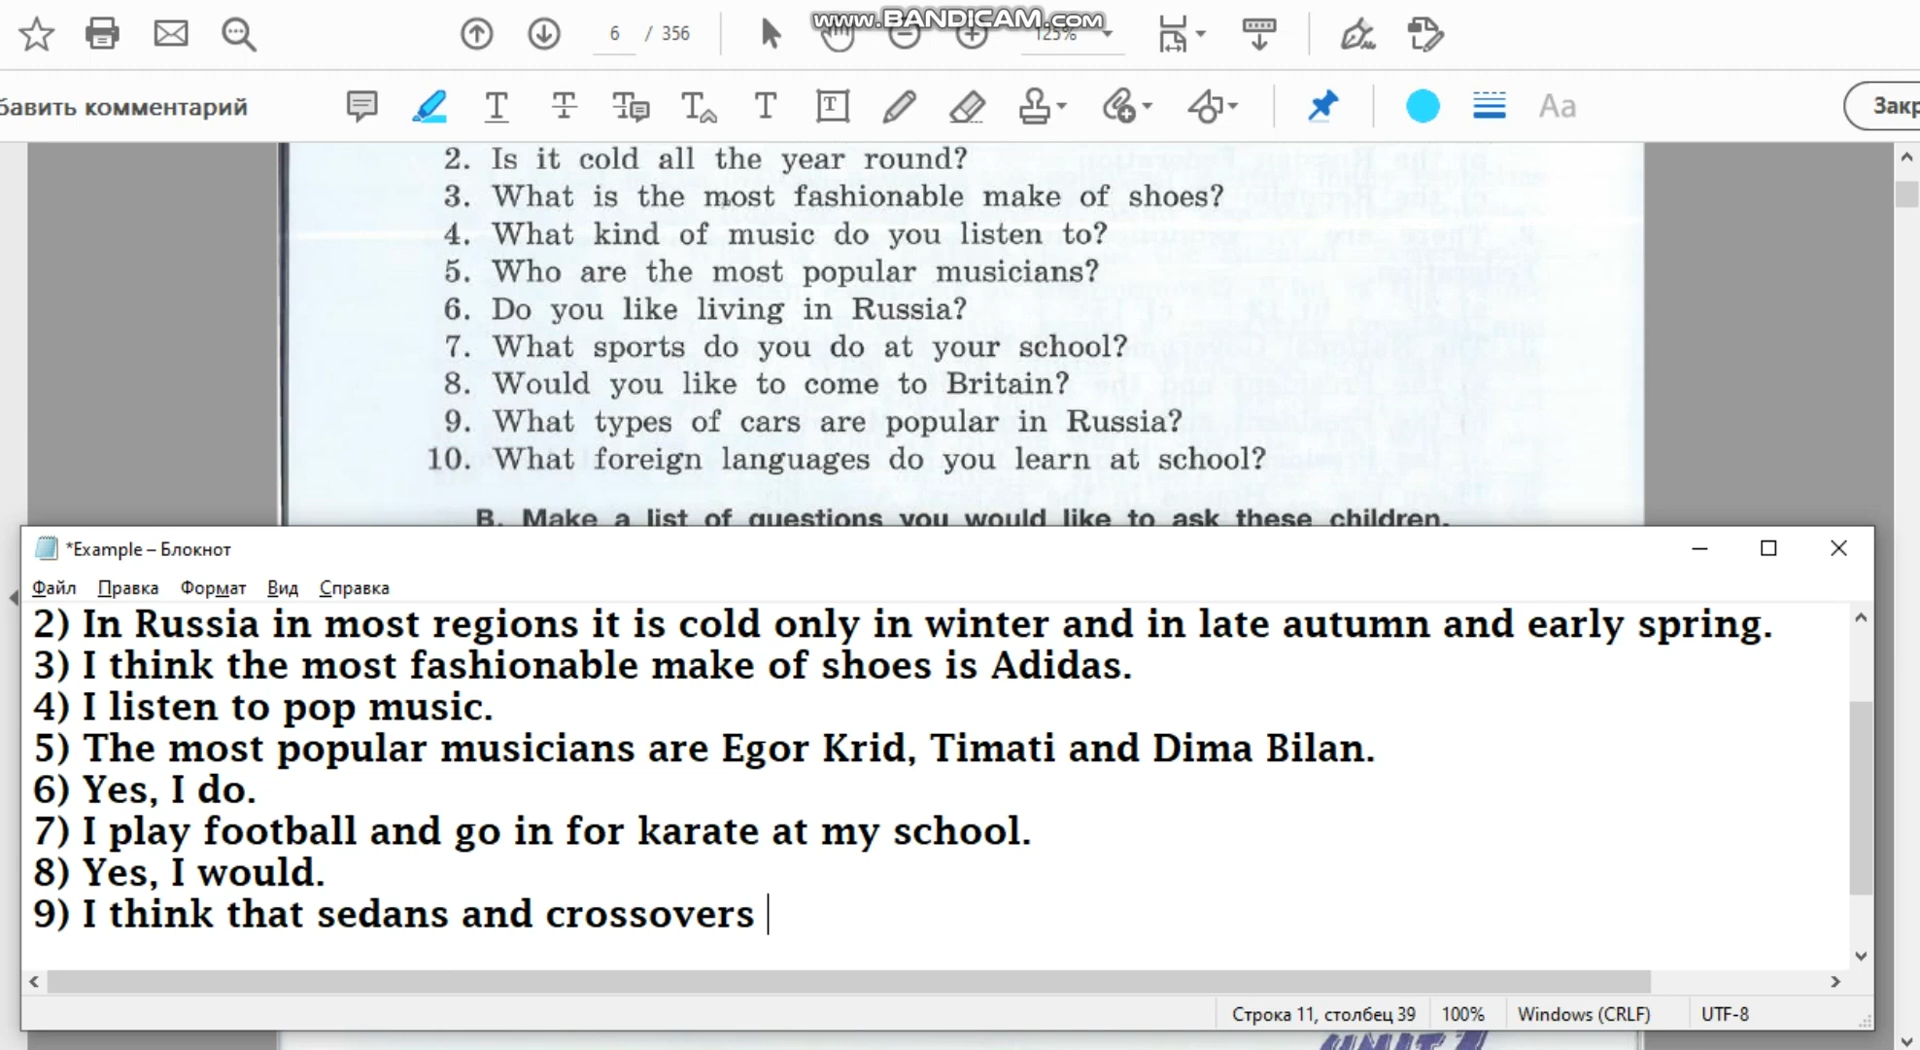 www.BANDICAM.com
6 / 356
125%
бавить комментарий
Aa
Закр
2. Is it cold all the year round?
3. What is the most fashionable make of shoes?
4. What kind of music do you listen to?
5. Who are the most popular musicians?
6. Do you like living in Russia?
7. What sports do you do at your school?
8. Would you like to come to Britain?
9. What types of cars are popular in Russia?
10. What foreign languages do you learn at school?
B. Make a list of questions you would like to ask these children.
*Example – Блокнот
Файл Правка Формат Вид Справка
2) In Russia in most regions it is cold only in winter and in late autumn and early spring.
3) I think the most fashionable make of shoes is Adidas.
4) I listen to pop music.
5) The most popular musicians are Egor Krid, Timati and Dima Bilan.
6) Yes, I do.
7) I play football and go in for karate at my school.
8) Yes, I would.
9) I think that sedans and crossovers
Строка 11, столбец 39 100% Windows (CRLF) UTF-8